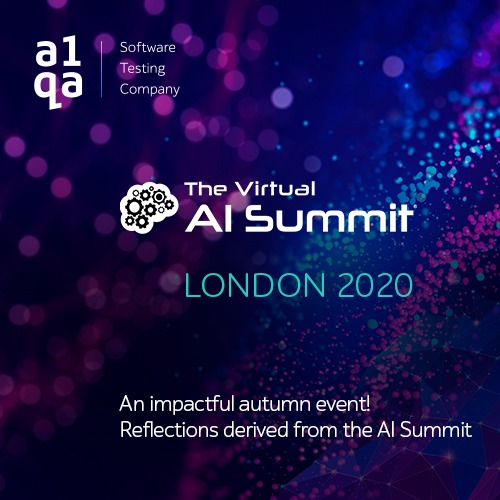 a1
qa
Software
Testing
Company
The Virtual
AI Summit
LONDON 2020
An impactful autumn event!
Reflections derived from the AI Summit